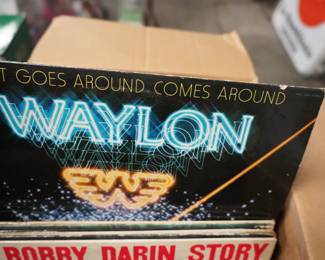 T GOES AROUND COMES AROUND
WAYLON
BOBBY DARIN STORY